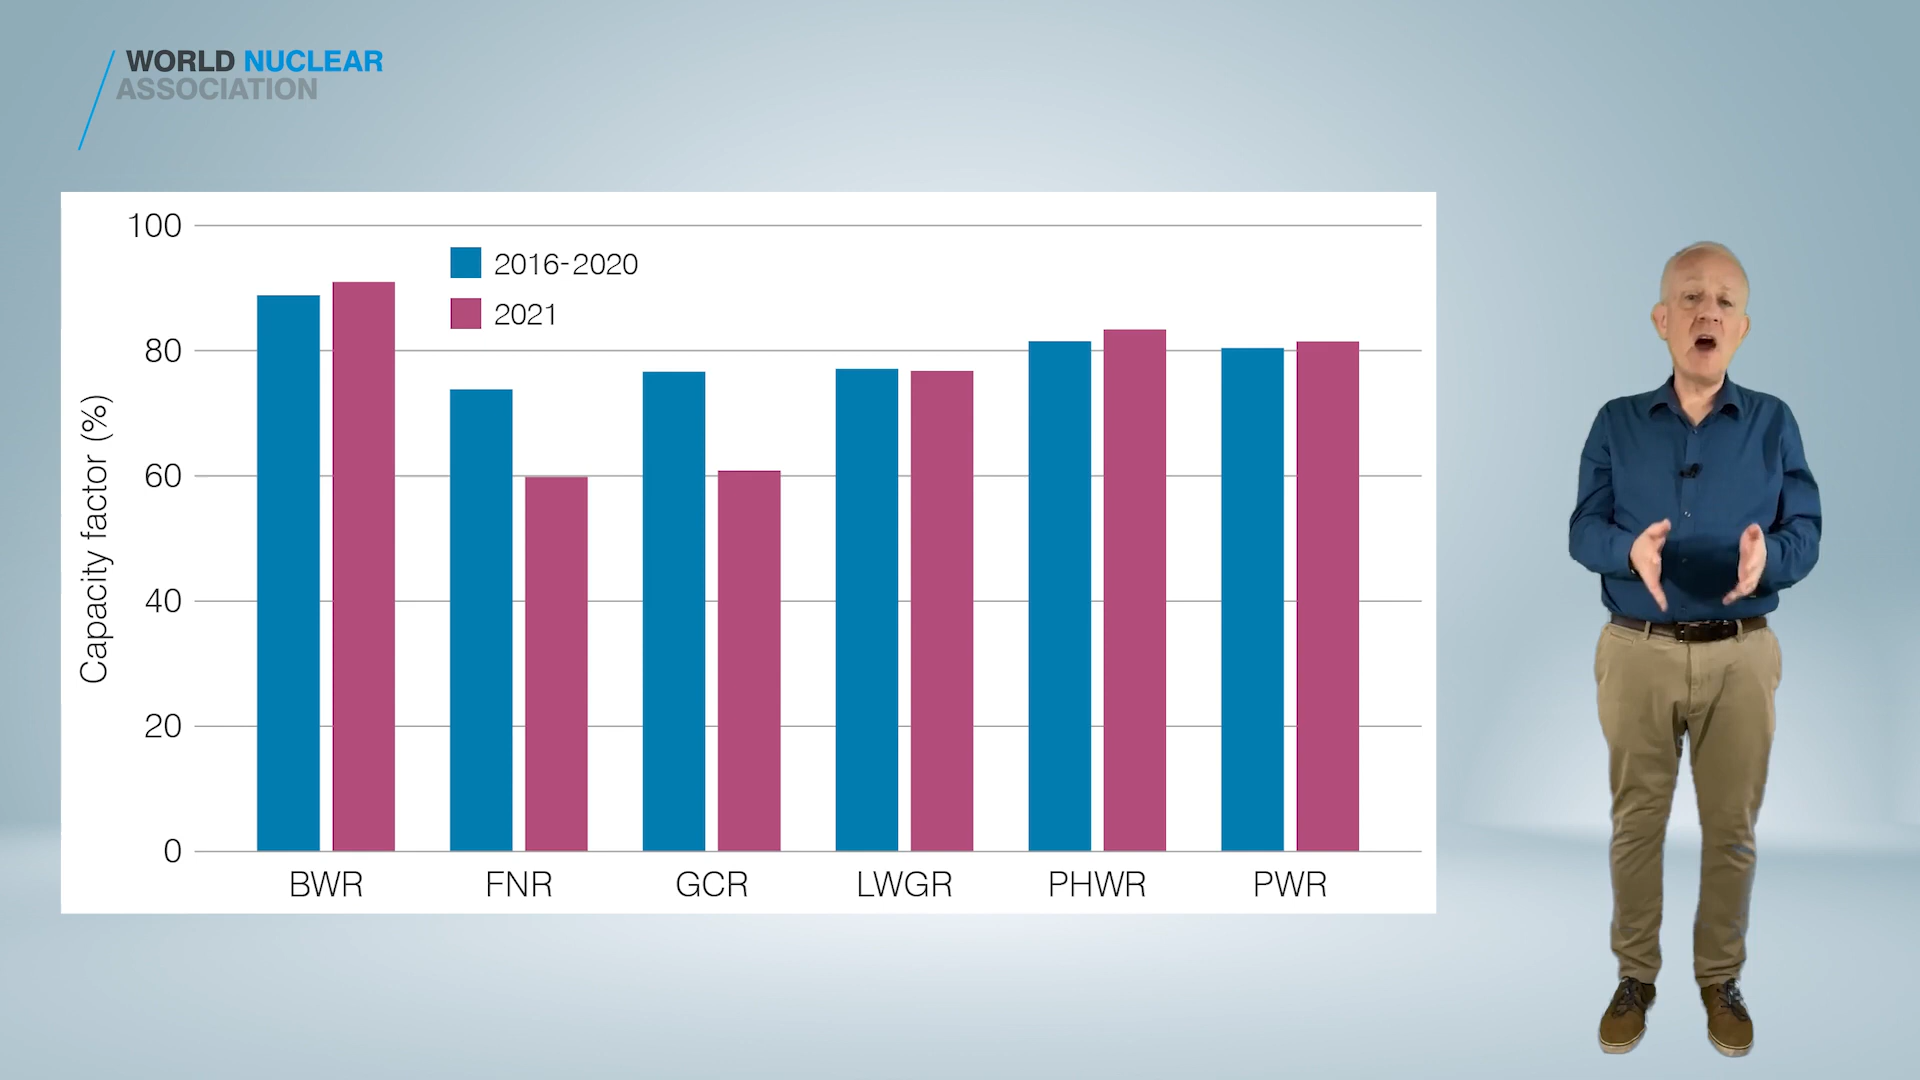 WORLD NUCLEAR
ASSOCIATION
100
80
60
40
20
0
Capacity factor (%)
2016-2020
2021
BWR FNR GCR LWGR PHWR PWR